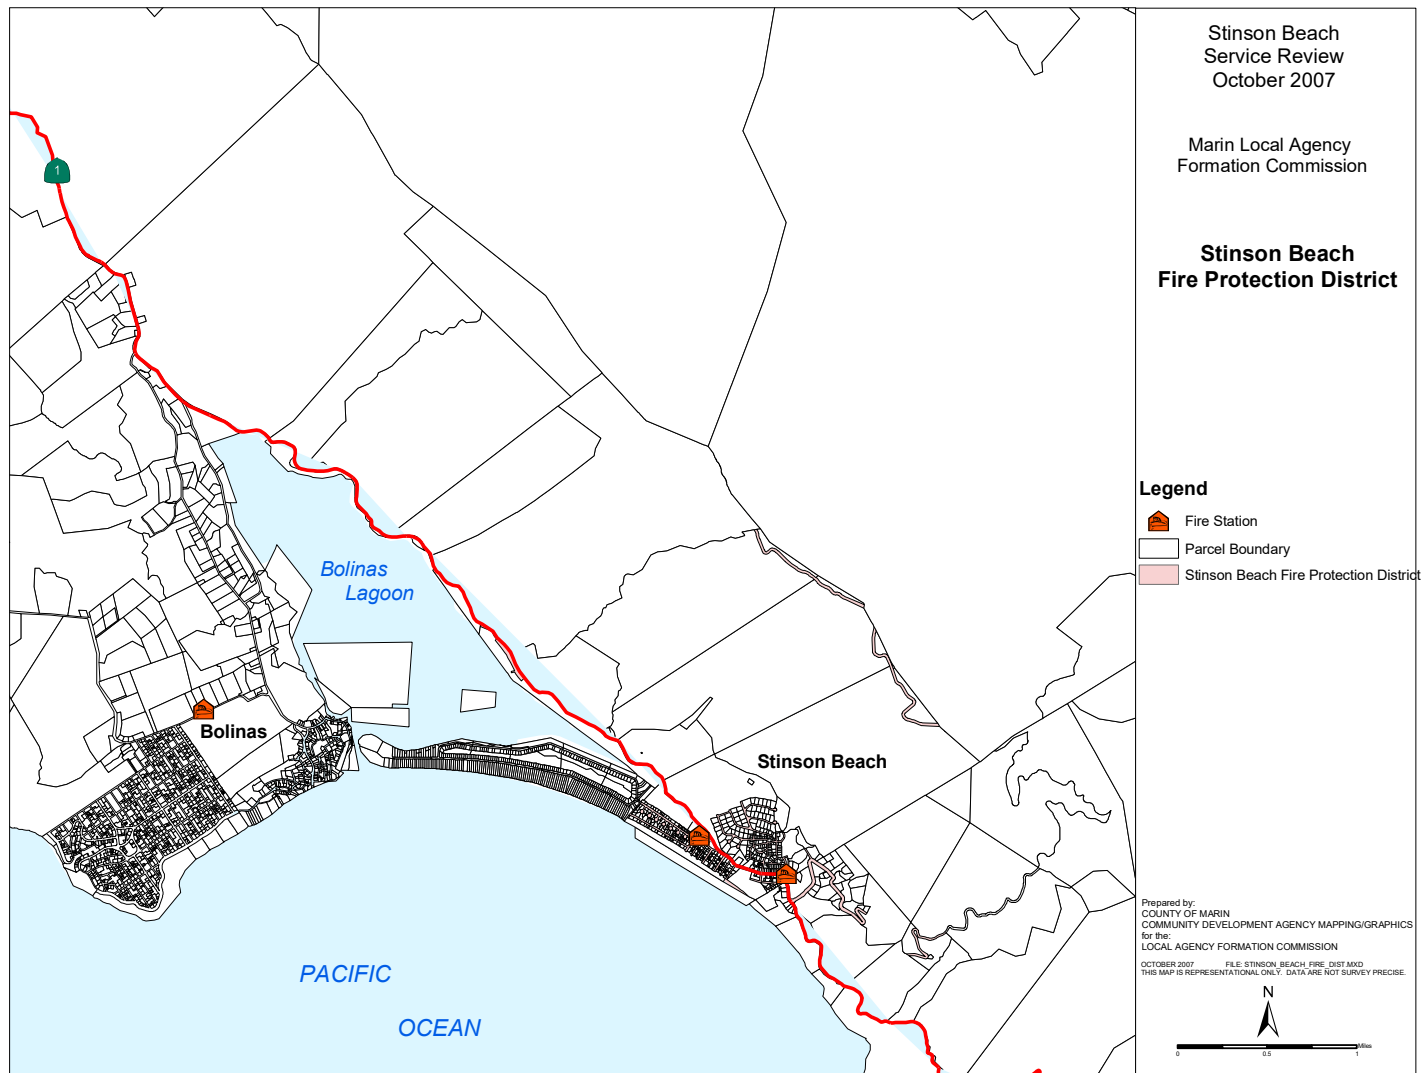 Stinson Beach
Service Review
October 2007
Marin Local Agency
Formation Commission
Stinson Beach
Fire Protection District
1
Bolinas
Lagoon
Bolinas
Stinson Beach
PACIFIC
OCEAN
Legend
Fire Station
Parcel Boundary
Stinson Beach Fire Protection District
Prepared by:
COUNTY OF MARIN
COMMUNITY DEVELOPMENT AGENCY MAPPING/GRAPHICS
for the:
LOCAL AGENCY FORMATION COMMISSION
OCTOBER 2007 FILE: STINSON_BEACH_FIRE_DIST.MXD
THIS MAP IS REPRESENTATIONAL ONLY. DATA ARE NOT SURVEY PRECISE.
N
Miles
0 0.5 1